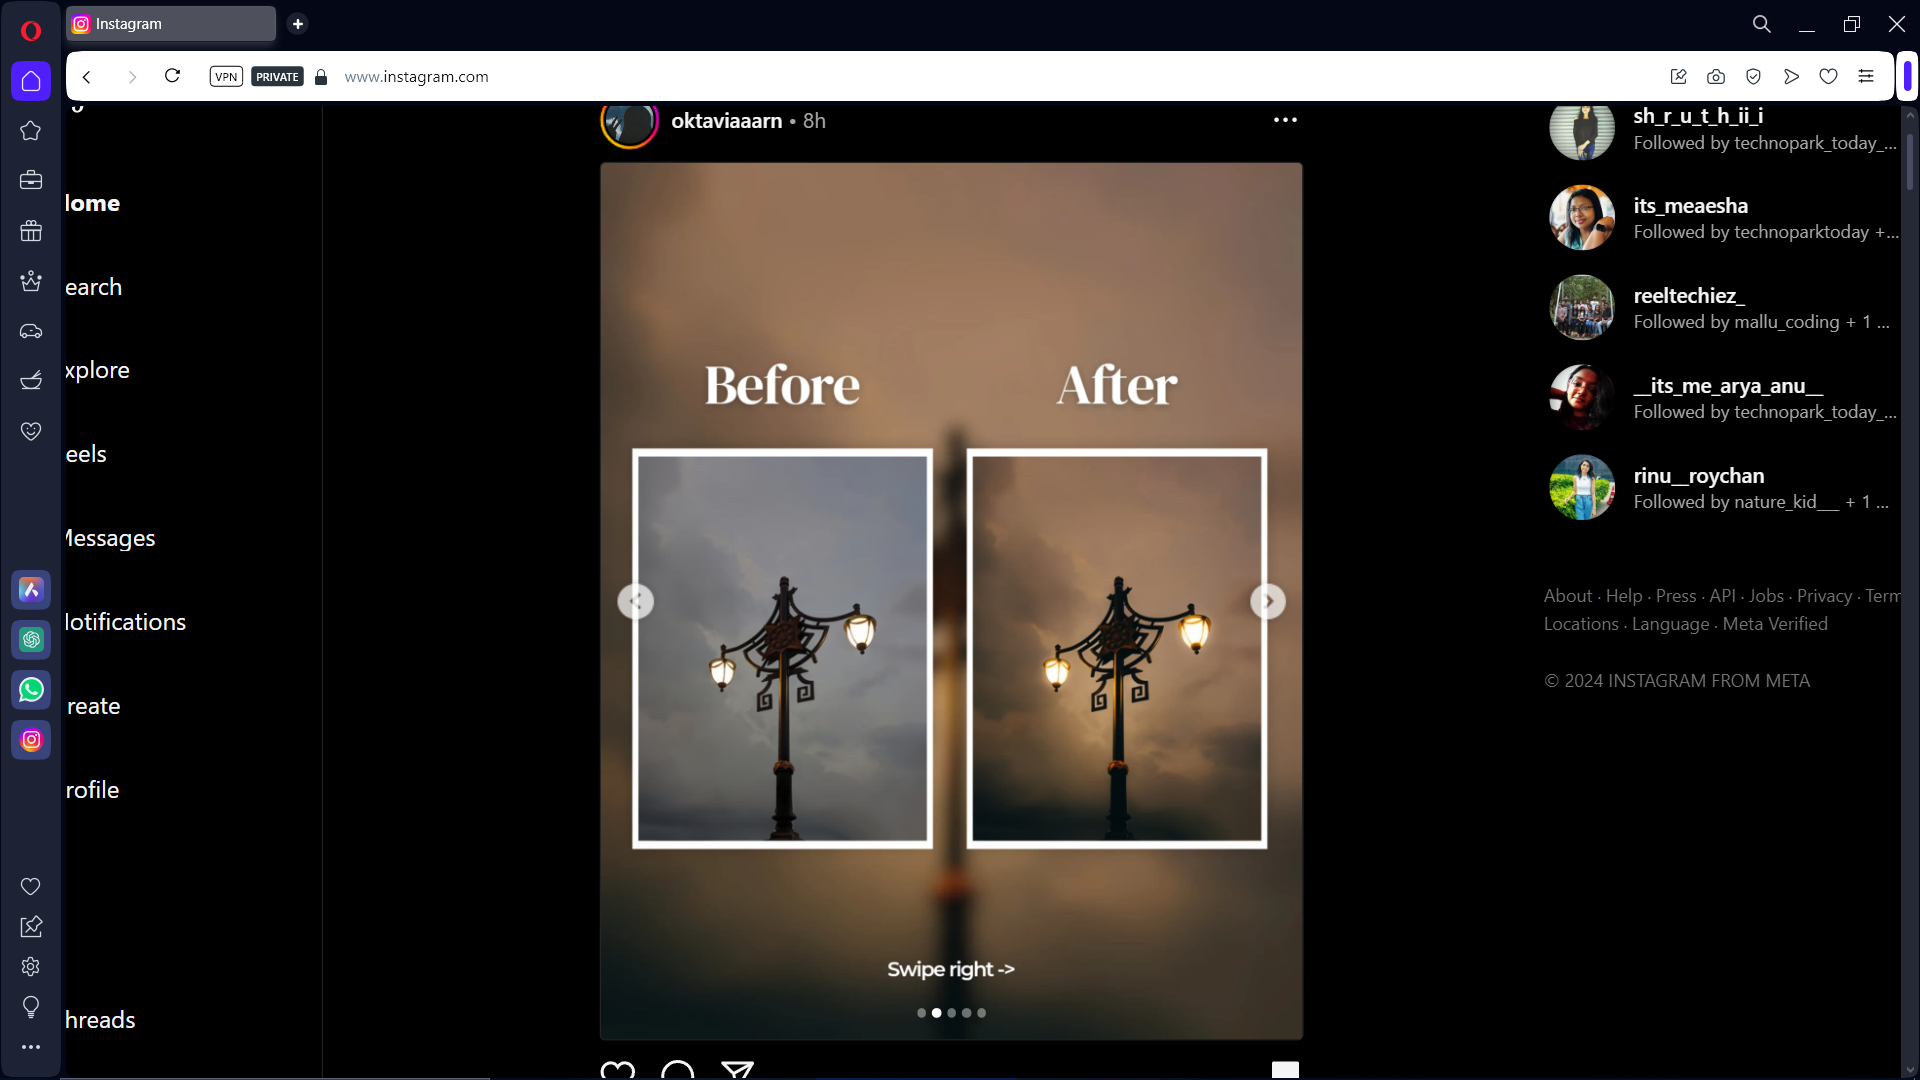 Instagram
VPN
PRIVATE
www.instagram.com
lome
earch
xplore
eels
Messages
lotifications
reate
rofile
hreads
oktaviaaarn • 8h
Before
After
Swipe right ->
sh_r_u_t_h_ii_i
Followed by technopark_today_...
its_meaesha
Followed by technoparktoday +...
reeltechiez_
Followed by mallu_coding + 1 ...
__its_me_arya_anu__
Followed by technopark_today_...
rinu__roychan
Followed by nature_kid___ + 1 ...
About · Help · Press · API · Jobs · Privacy · Term
Locations · Language · Meta Verified
© 2024 INSTAGRAM FROM META